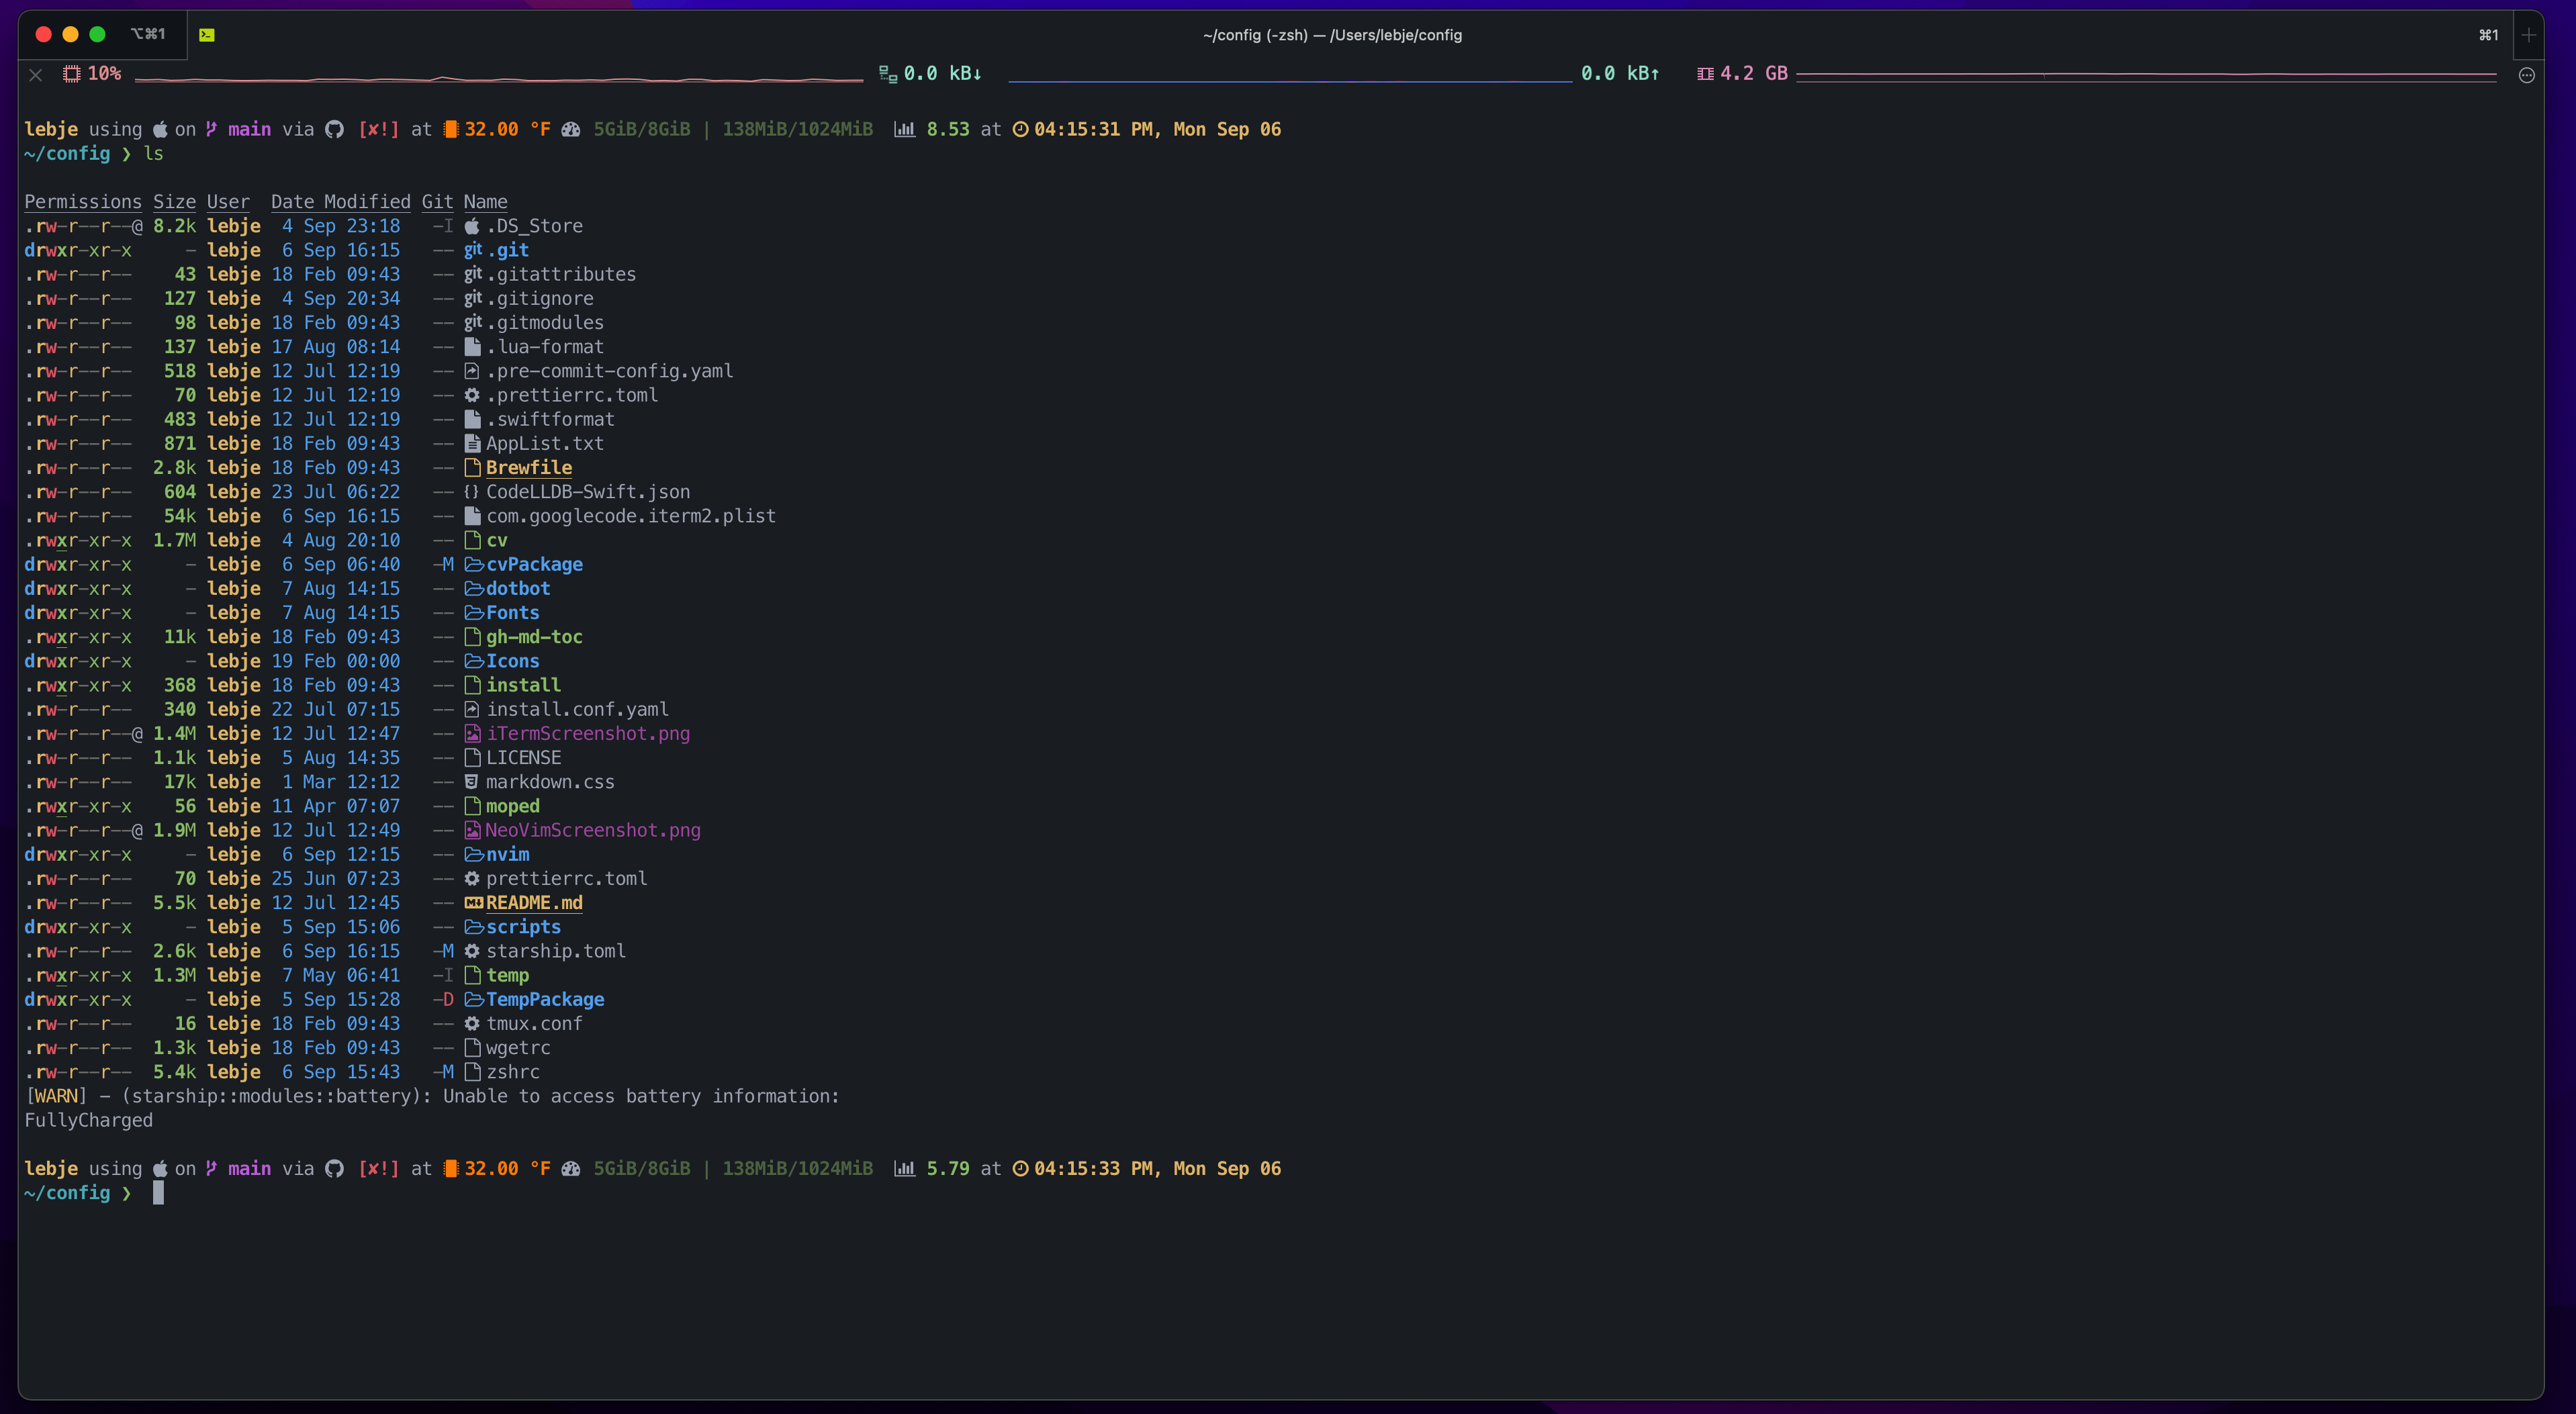 ⌥⌘1 ~/config (-zsh) — /Users/lebje/config ⌘1
10% 0.0 kB↓ 0.0 kB↑ 4.2 GB
lebje using on main via [✘!] at 32.00 °F 5GiB/8GiB | 138MiB/1024MiB 8.53 at 04:15:31 PM, Mon Sep 06
~/config ❯ ls
Permissions Size User Date Modified Git Name
.rw-r--r--@ 8.2k lebje 4 Sep 23:18 -I .DS_Store
drwxr-xr-x - lebje 6 Sep 16:15 -- git .git
.rw-r--r-- 43 lebje 18 Feb 09:43 -- git .gitattributes
.rw-r--r-- 127 lebje 4 Sep 20:34 -- git .gitignore
.rw-r--r-- 98 lebje 18 Feb 09:43 -- git .gitmodules
.rw-r--r-- 137 lebje 17 Aug 08:14 -- .lua-format
.rw-r--r-- 518 lebje 12 Jul 12:19 -- .pre-commit-config.yaml
.rw-r--r-- 70 lebje 12 Jul 12:19 -- .prettierrc.toml
.rw-r--r-- 483 lebje 12 Jul 12:19 -- .swiftformat
.rw-r--r-- 871 lebje 18 Feb 09:43 -- AppList.txt
.rw-r--r-- 2.8k lebje 18 Feb 09:43 -- Brewfile
.rw-r--r-- 604 lebje 23 Jul 06:22 -- {} CodeLLDB-Swift.json
.rw-r--r-- 54k lebje 6 Sep 16:15 -- com.googlecode.iterm2.plist
.rwxr-xr-x 1.7M lebje 4 Aug 20:10 -- cv
drwxr-xr-x - lebje 6 Sep 06:40 -M cvPackage
drwxr-xr-x - lebje 7 Aug 14:15 -- dotbot
drwxr-xr-x - lebje 7 Aug 14:15 -- Fonts
.rwxr-xr-x 11k lebje 18 Feb 09:43 -- gh-md-toc
drwxr-xr-x - lebje 19 Feb 00:00 -- Icons
.rwxr-xr-x 368 lebje 18 Feb 09:43 -- install
.rw-r--r-- 340 lebje 22 Jul 07:15 -- install.conf.yaml
.rw-r--r--@ 1.4M lebje 12 Jul 12:47 -- iTermScreenshot.png
.rw-r--r-- 1.1k lebje 5 Aug 14:35 -- LICENSE
.rw-r--r-- 17k lebje 1 Mar 12:12 -- markdown.css
.rwxr-xr-x 56 lebje 11 Apr 07:07 -- moped
.rw-r--r--@ 1.9M lebje 12 Jul 12:49 -- NeoVimScreenshot.png
drwxr-xr-x - lebje 6 Sep 12:15 -- nvim
.rw-r--r-- 70 lebje 25 Jun 07:23 -- prettierrc.toml
.rw-r--r-- 5.5k lebje 12 Jul 12:45 -- README.md
drwxr-xr-x - lebje 5 Sep 15:06 -- scripts
.rw-r--r-- 2.6k lebje 6 Sep 16:15 -M starship.toml
.rwxr-xr-x 1.3M lebje 7 May 06:41 -I temp
drwxr-xr-x - lebje 5 Sep 15:28 -D TempPackage
.rw-r--r-- 16 lebje 18 Feb 09:43 -- tmux.conf
.rw-r--r-- 1.3k lebje 18 Feb 09:43 -- wgetrc
.rw-r--r-- 5.4k lebje 6 Sep 15:43 -M zshrc
[WARN] - (starship::modules::battery): Unable to access battery information:
FullyCharged
lebje using on main via [✘!] at 32.00 °F 5GiB/8GiB | 138MiB/1024MiB 5.79 at 04:15:33 PM, Mon Sep 06
~/config ❯